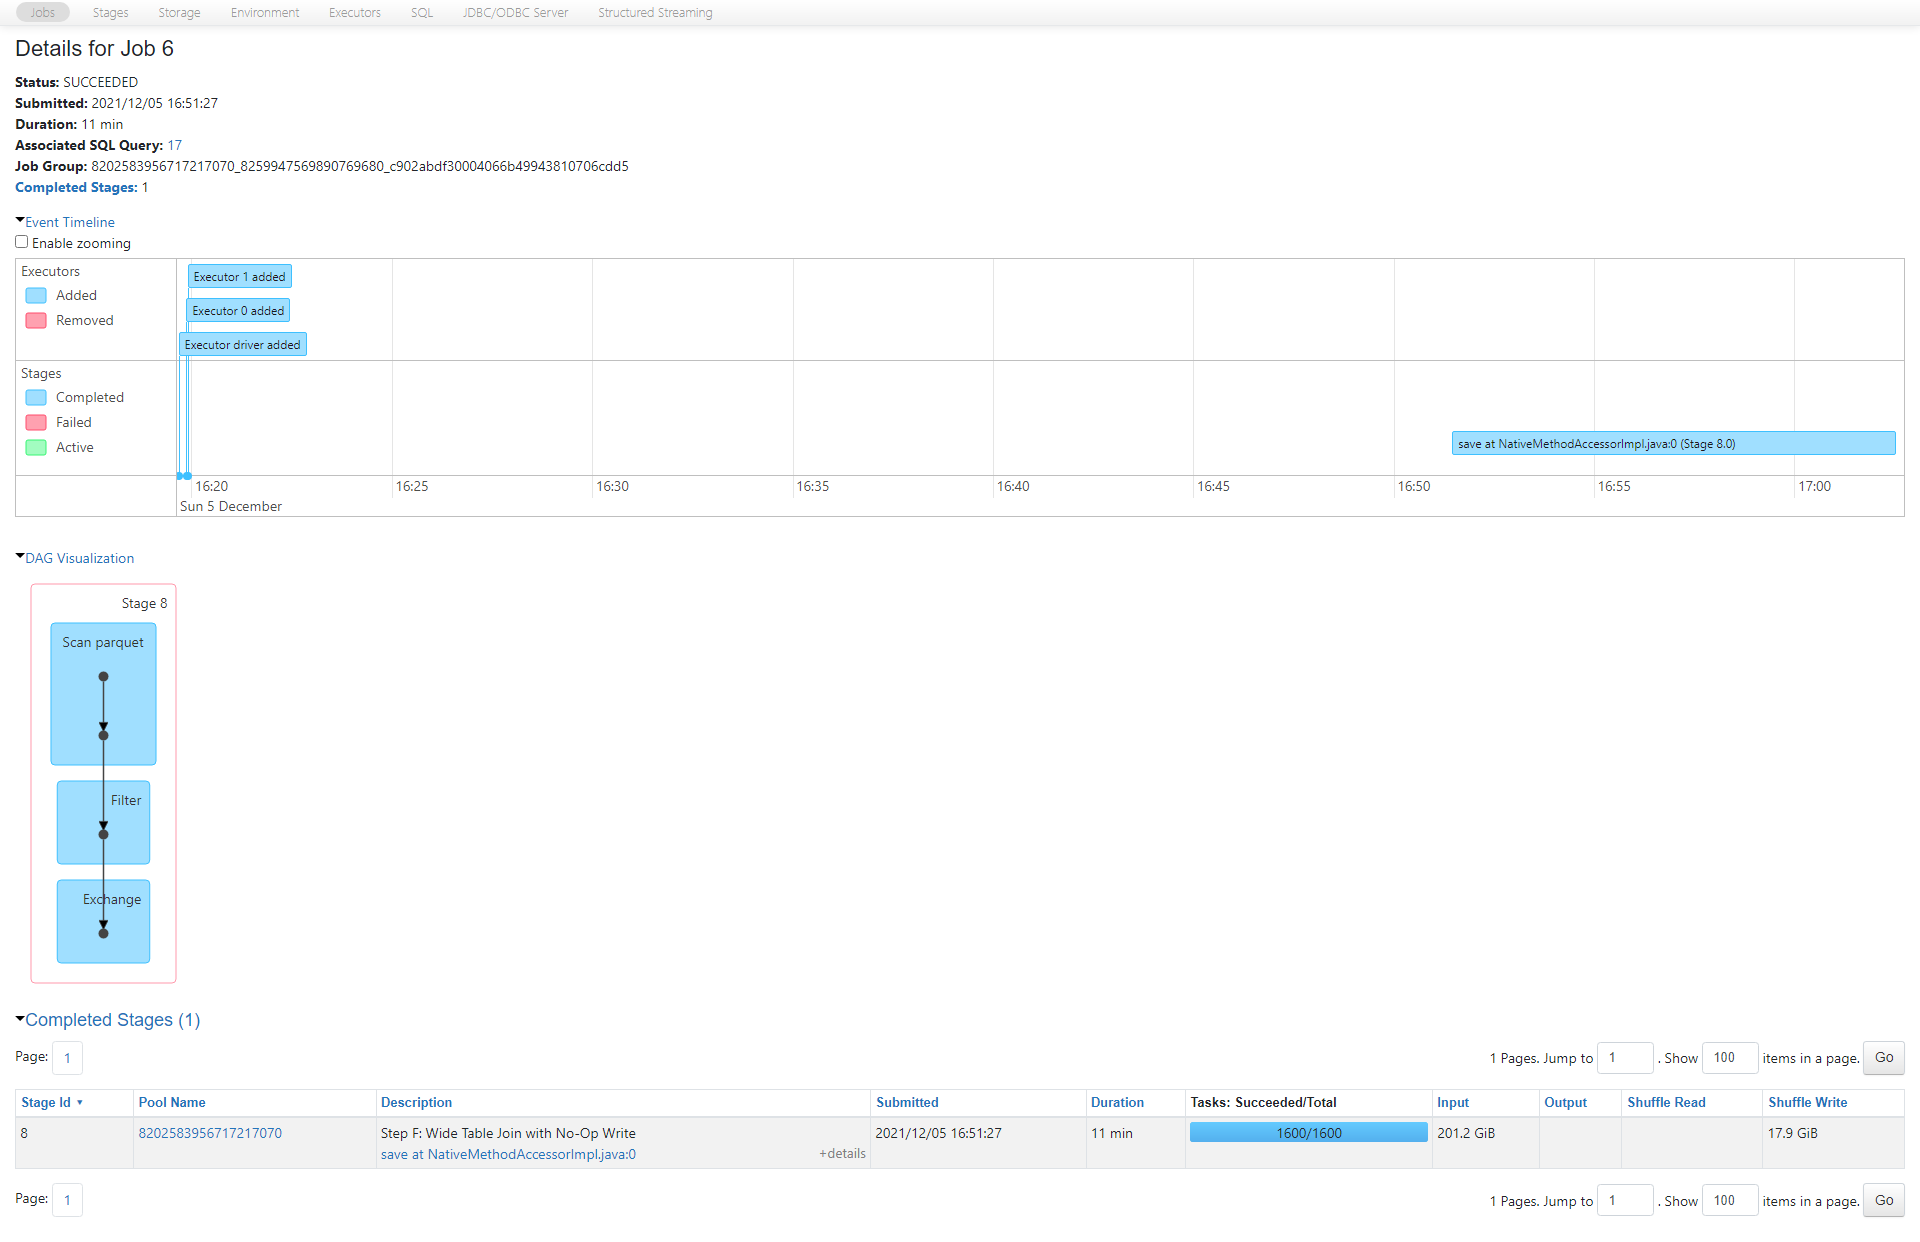 Jobs Stages Storage Environment Executors SQL JDBC/ODBC Server Structured Streaming
Details for Job 6
Status: SUCCEEDED
Submitted: 2021/12/05 16:51:27
Duration: 11 min
Associated SQL Query: 17
Job Group: 8202583956717217070_8259947569890769680_c902abdf30004066b49943810706cdd5
Completed Stages: 1
Event Timeline
Enable zooming
Executors
Added
Removed
Executor 1 added
Executor 0 added
Executor driver added
Stages
Completed
Failed
Active
save at NativeMethodAccessorImpl.java:0 (Stage 8.0)
16:20 16:25 16:30 16:35 16:40 16:45 16:50 16:55 17:00
Sun 5 December
DAG Visualization
Stage 8
Scan parquet
Filter
Exchange
Completed Stages (1)
Page: 1
1 Pages. Jump to 1 . Show 100 items in a page. Go
Stage Id ▾ Pool Name Description Submitted Duration Tasks: Succeeded/Total Input Output Shuffle Read Shuffle Write
8 8202583956717217070 Step F: Wide Table Join with No-Op Write 2021/12/05 16:51:27 11 min 1600/1600 201.2 GiB 17.9 GiB
save at NativeMethodAccessorImpl.java:0 +details
Page: 1
1 Pages. Jump to 1 . Show 100 items in a page. Go